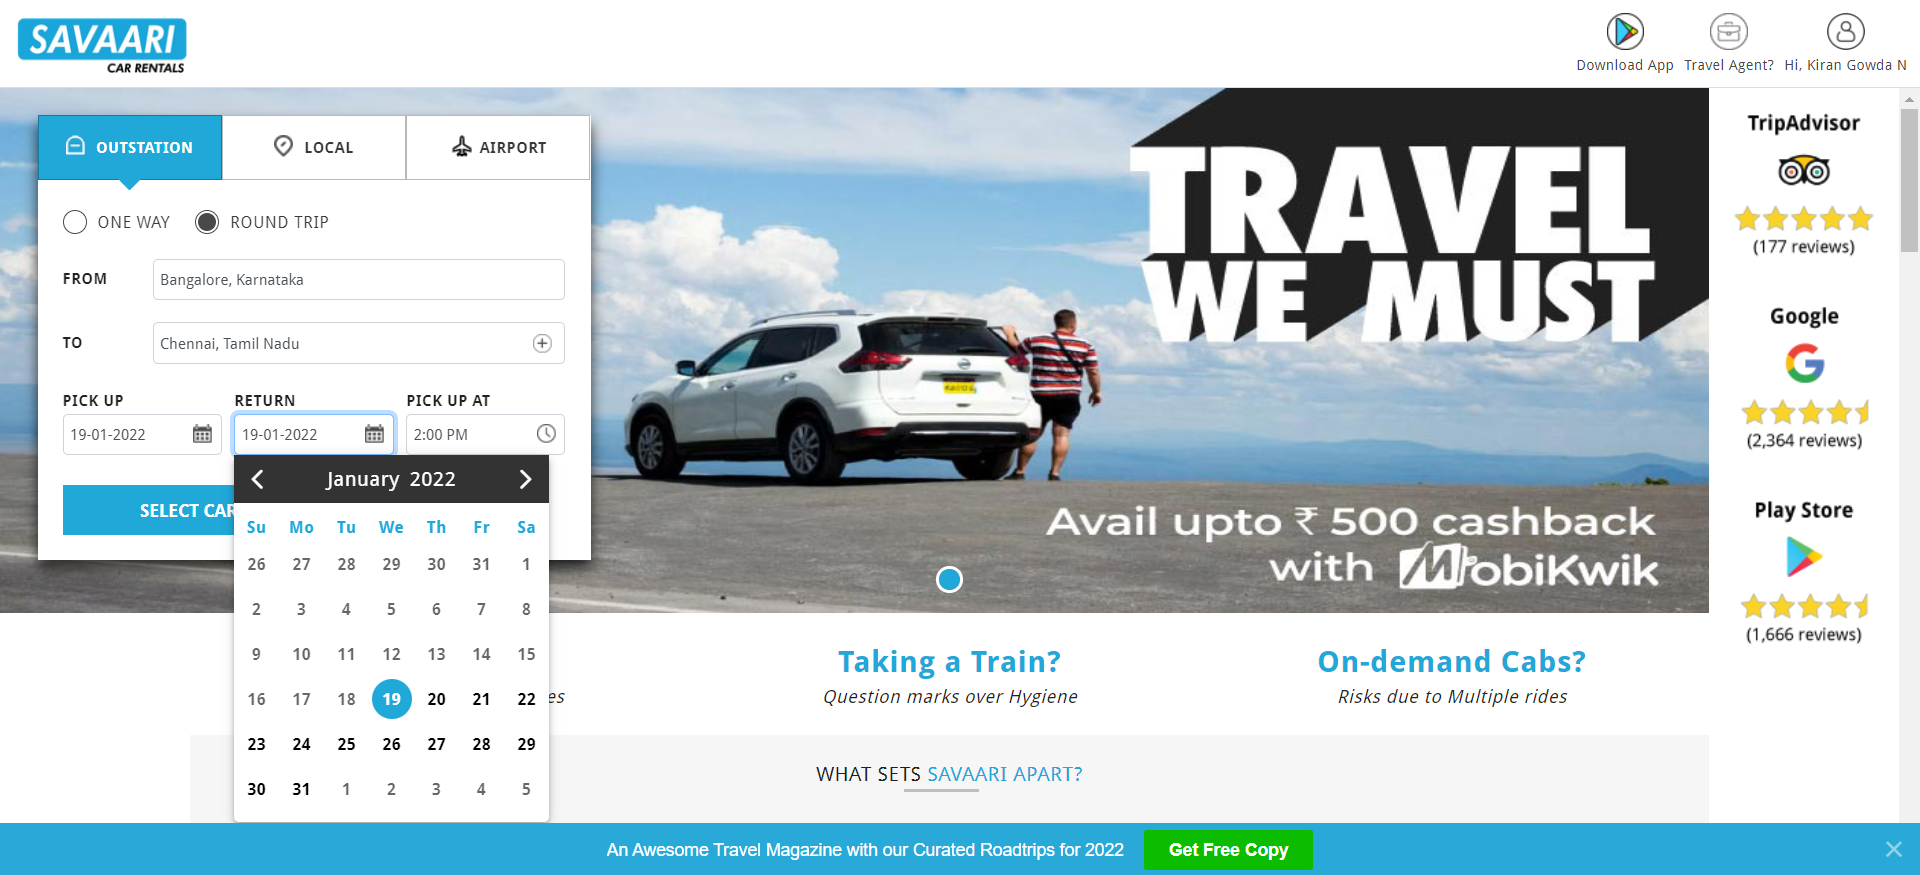 SAVAARI
CAR RENTALS
Download App
Travel Agent?
Hi, Kiran Gowda N
OUTSTATION
LOCAL
AIRPORT
ONE WAY
ROUND TRIP
FROM
Bangalore, Karnataka
TO
Chennai, Tamil Nadu
PICK UP
RETURN
PICK UP AT
19-01-2022
19-01-2022
2:00 PM
SELECT CAR
January 2022
Su Mo Tu We Th Fr Sa
26 27 28 29 30 31 1
2 3 4 5 6 7 8
9 10 11 12 13 14 15
16 17 18 19 20 21 22
23 24 25 26 27 28 29
30 31 1 2 3 4 5
TRAVEL
WE MUST
Avail upto ₹ 500 cashback
with MobiKwik
TripAdvisor
(177 reviews)
Google
(2,364 reviews)
Play Store
(1,666 reviews)
es
Taking a Train?
Question marks over Hygiene
On-demand Cabs?
Risks due to Multiple rides
WHAT SETS SAVAARI APART?
An Awesome Travel Magazine with our Curated Roadtrips for 2022
Get Free Copy